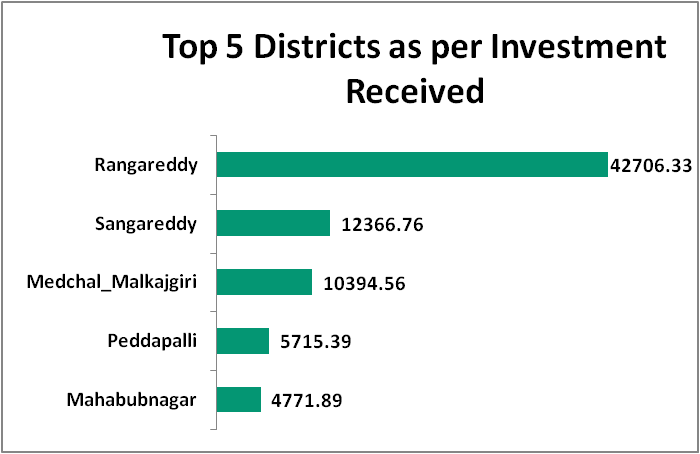 Top 5 Districts as per Investment
Received
Rangareddy 42706.33
Sangareddy 12366.76
Medchal_Malkajgiri 10394.56
Peddapalli 5715.39
Mahabubnagar 4771.89